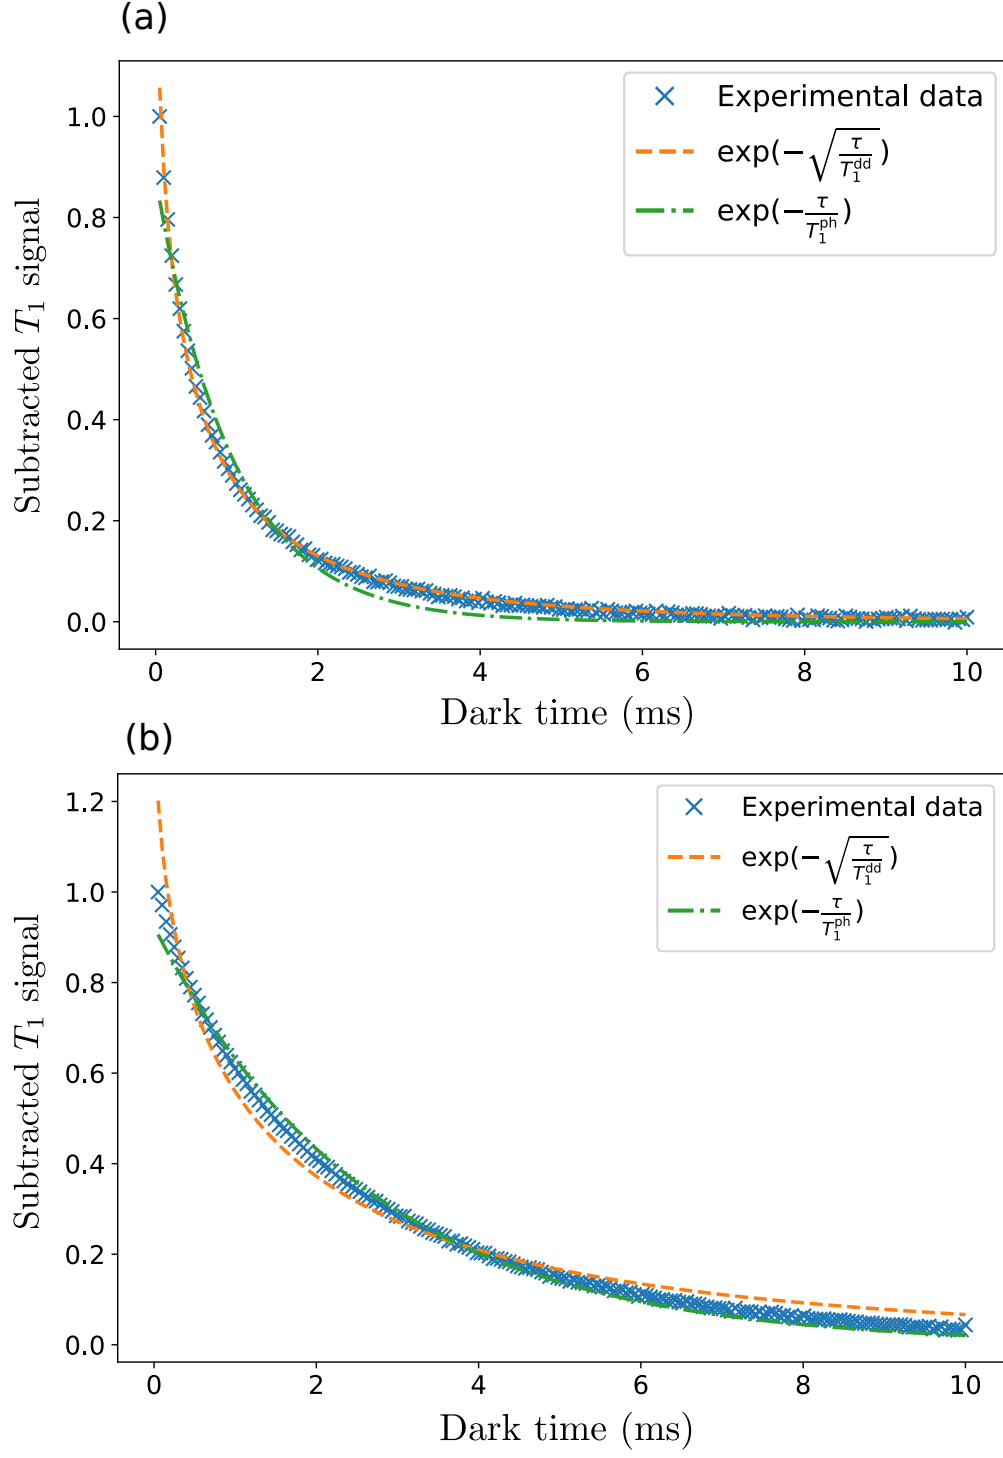 (a)
Experimental data
exp(−√(τ/T₁ᵈᵈ))
exp(−τ/T₁ᵖʰ)
1.0
0.8
0.6
0.4
0.2
0.0
Subtracted T₁ signal
0 2 4 6 8 10
Dark time (ms)
(b)
Experimental data
exp(−√(τ/T₁ᵈᵈ))
exp(−τ/T₁ᵖʰ)
1.2
1.0
0.8
0.6
0.4
0.2
0.0
Subtracted T₁ signal
0 2 4 6 8 10
Dark time (ms)